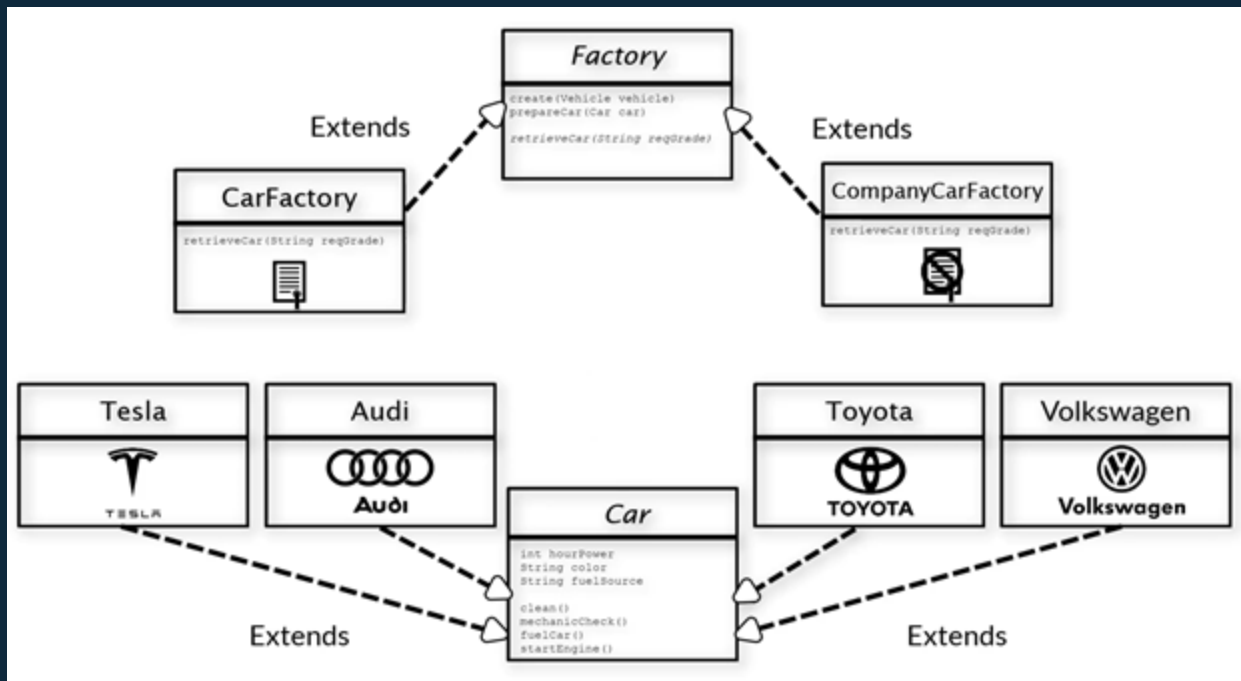 Factory
create(Vehicle vehicle)
prepareCar(Car car)
retrieveCar(String reqGrade)
Extends
Extends
CarFactory
retrieveCar(String reqGrade)
CompanyCarFactory
retrieveCar(String reqGrade)
Tesla
TESLA
Audi
Audi
Toyota
TOYOTA
Volkswagen
Volkswagen
Car
int hourPower
String color
String fuelSource
clean()
mechanicCheck()
fuelCar()
startEngine()
Extends
Extends